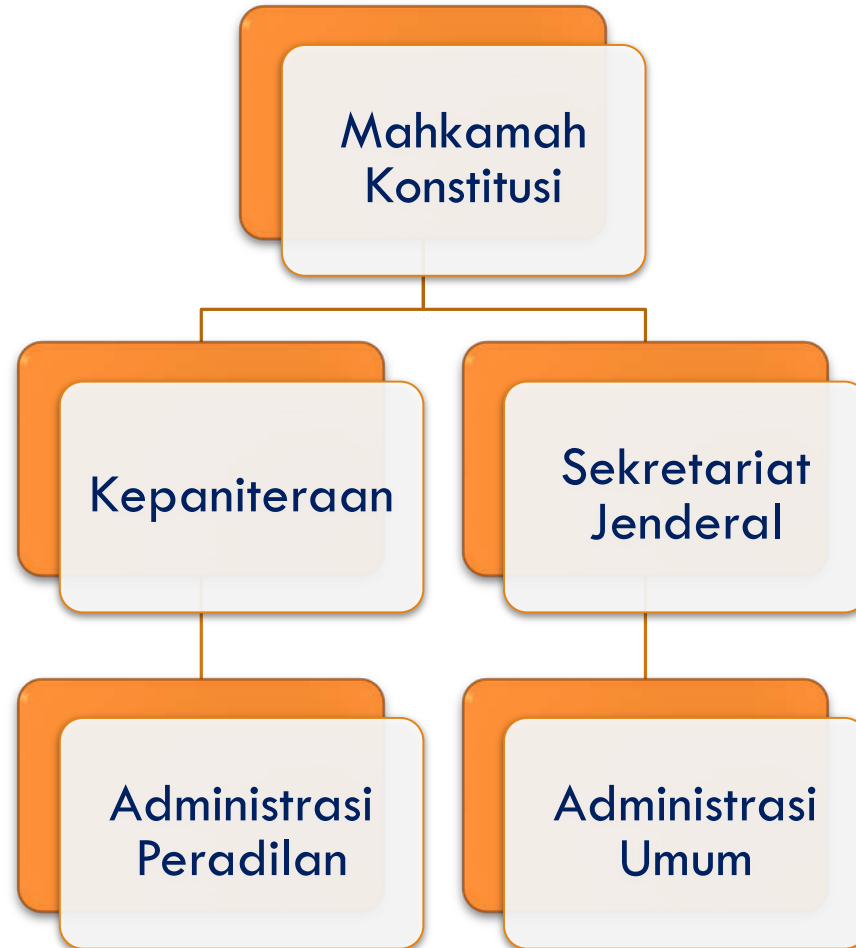 Mahkamah
Konstitusi
Kepaniteraan
Sekretariat
Jenderal
Administrasi
Peradilan
Administrasi
Umum